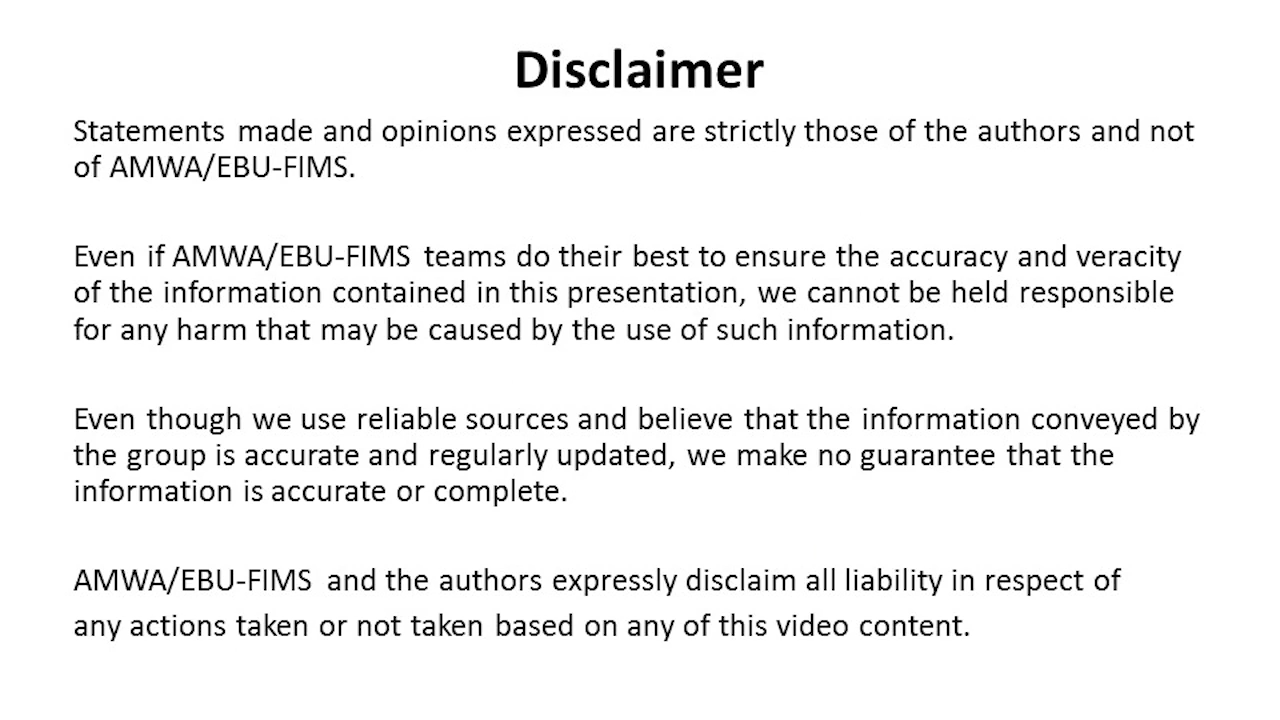 Disclaimer
Statements made and opinions expressed are strictly those of the authors and not
of AMWA/EBU-FIMS.
Even if AMWA/EBU-FIMS teams do their best to ensure the accuracy and veracity
of the information contained in this presentation, we cannot be held responsible
for any harm that may be caused by the use of such information.
Even though we use reliable sources and believe that the information conveyed by
the group is accurate and regularly updated, we make no guarantee that the
information is accurate or complete.
AMWA/EBU-FIMS and the authors expressly disclaim all liability in respect of
any actions taken or not taken based on any of this video content.